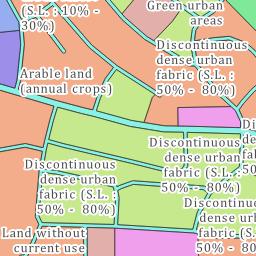 (S.L. : 10% -
30%)
Green urban
areas
Discontinuous
dense urban
fabric (S.L. :
50% -  80%)
Arable land
(annual crops)
Discontinuous
dense urban
fabric (S.L. :
50% -  80%)
Discontinuous
dense urban
fabric (S.L. :
50% -  80%)
Discontinuous
dense urban
fabric (S.L.
50% -  80%)
Land without
current use